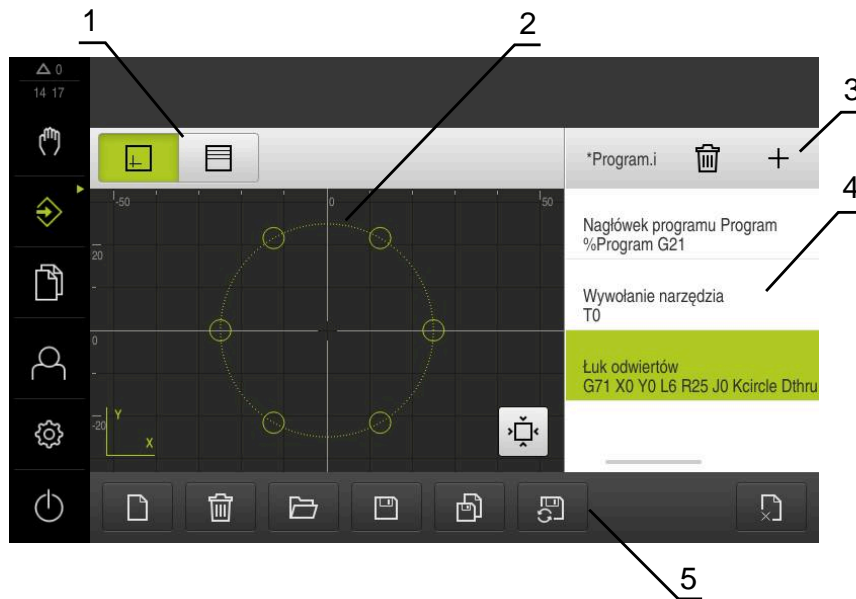 1
2
0
14 17
3
*Program.i
4
-50
0
50
Nagłówek programu Program
%Program G21
20
Wywołanie narzędzia
T0
0
Łuk odwiertów
G71 X0 Y0 L6 R25 J0 Kcircle Dthru
-20
Y
X
5